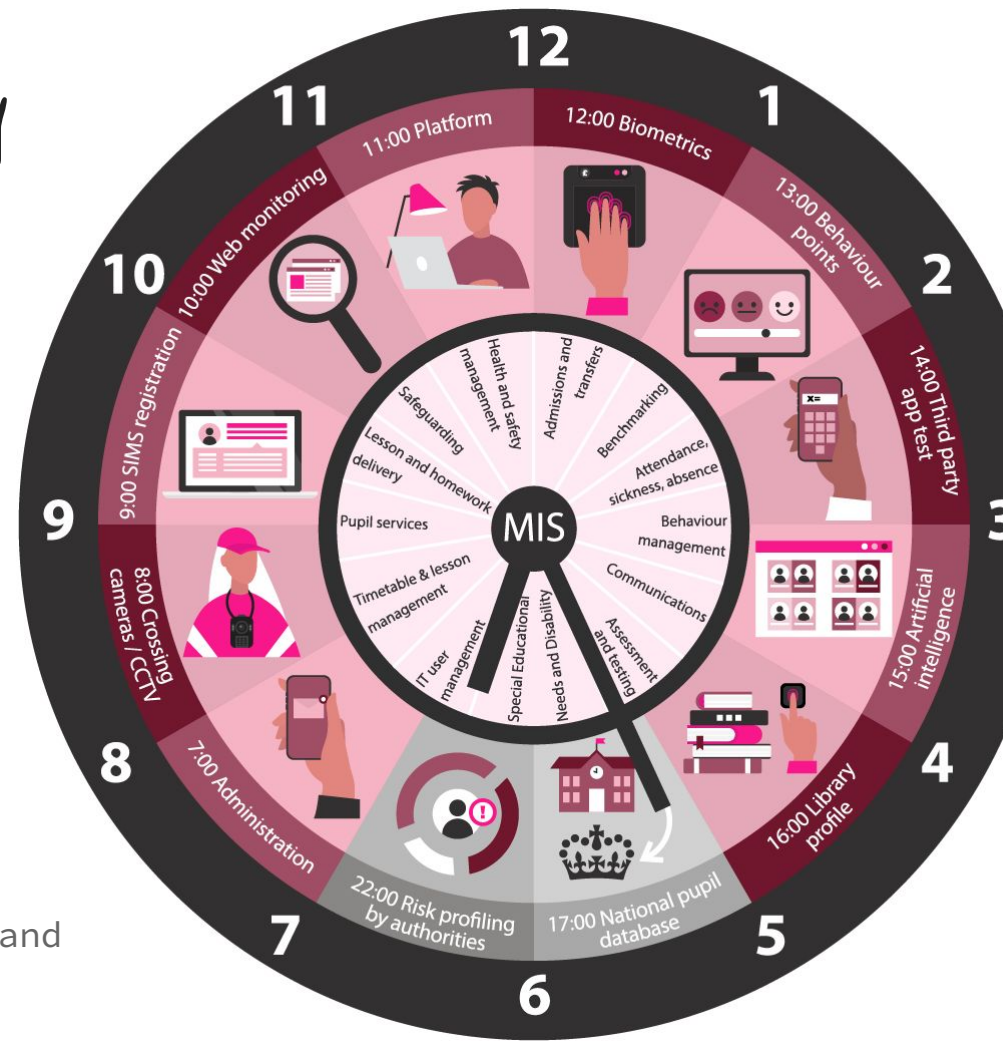 12
1
2
3
4
5
6
7
8
9
10
11
12:00 Biometrics
13:00 Behaviour
points
14:00 Third party
app test
x=
15:00 Artificial
intelligence
16:00 Library
profile
17:00 National pupil
database
22:00 Risk profiling
by authorities
!
7:00 Administration
8:00 Crossing
cameras / CCTV
9:00 SIMS registration
10:00 Web monitoring
11:00 Platform
MIS
Admissions and
transfers
Benchmarking
Attendance,
sickness, absence
Behaviour
management
Communications
Assessment
and testing
Special Educational
Needs and Disability
IT user
management
Timetable & lesson
management
Pupil services
Lesson and homework
delivery
Safeguarding
Health and safety
management
and